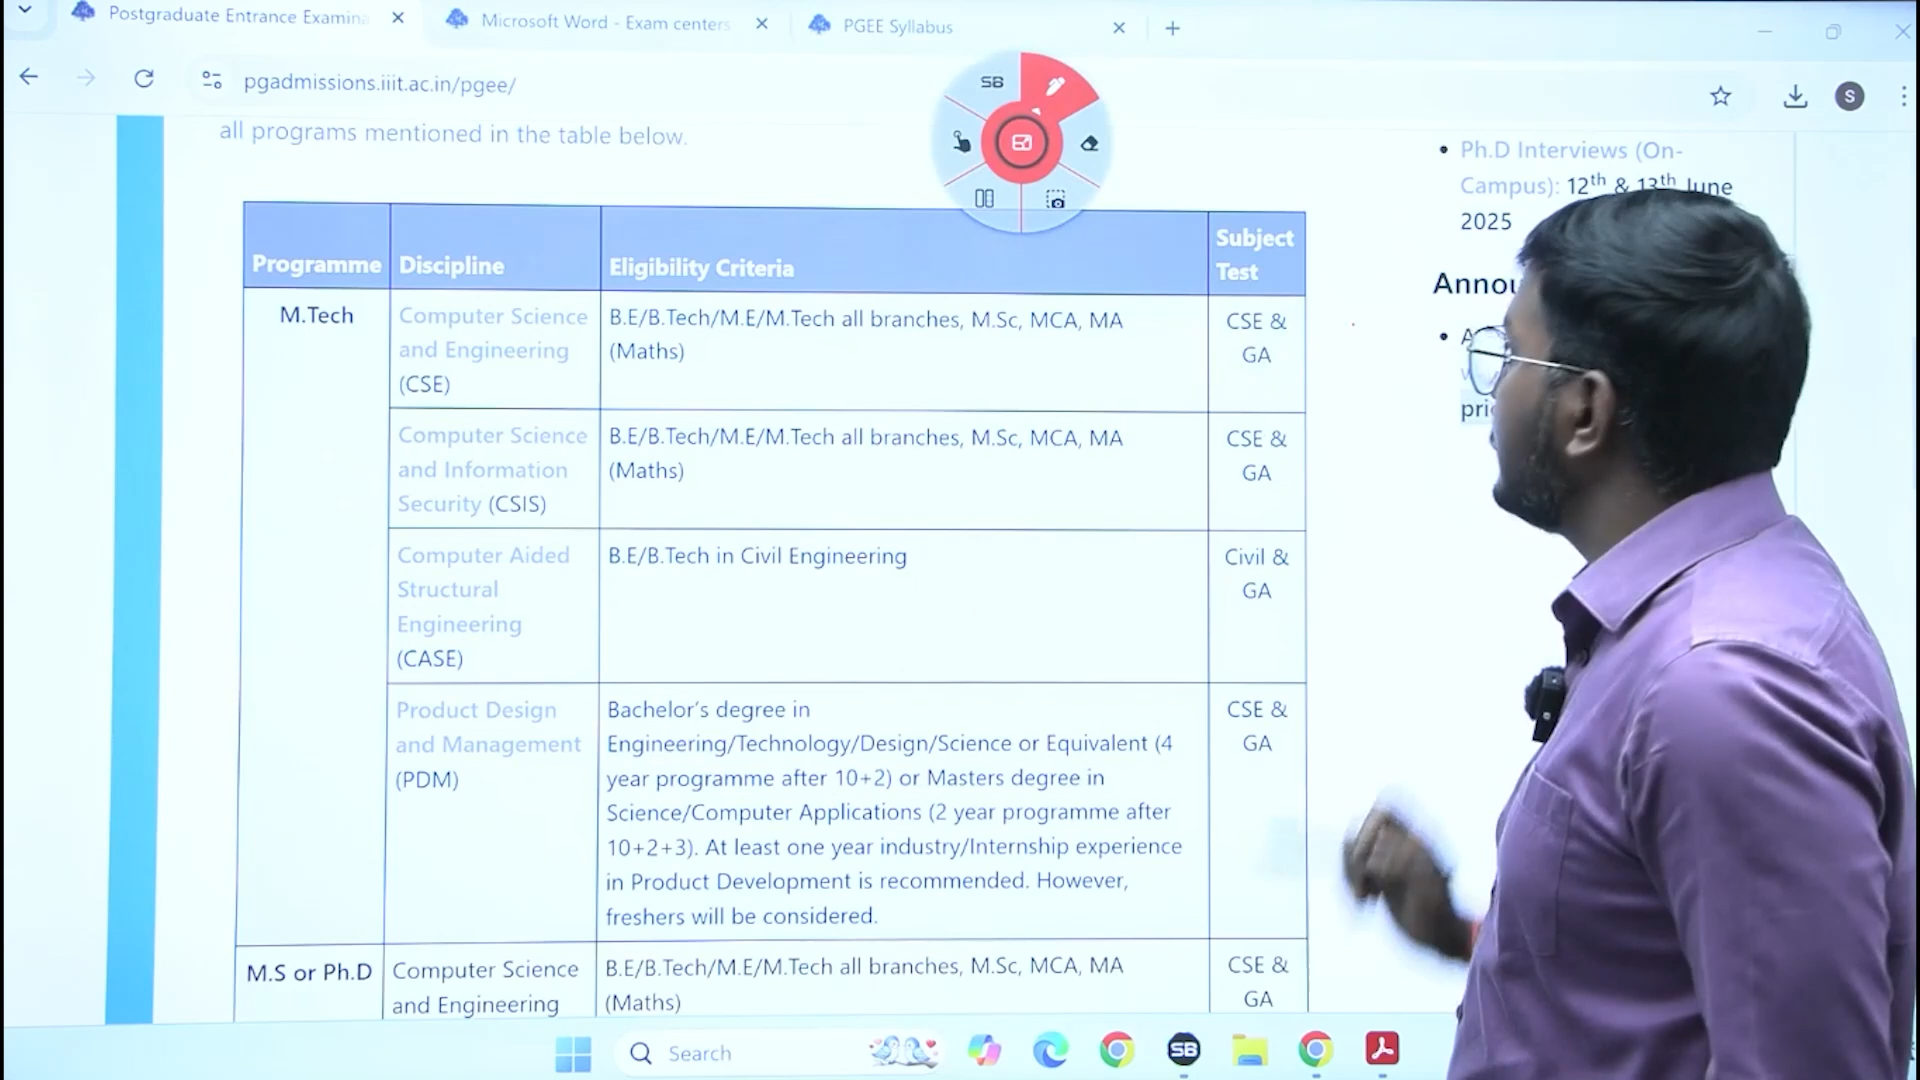 Postgraduate Entrance Examina
Microsoft Word - Exam centers
PGEE Syllabus
pgadmissions.iiit.ac.in/pgee/
S
SB
all programs mentioned in the table below.
Programme
Discipline
Eligibility Criteria
Subject
Test
M.Tech
Computer Science
and Engineering
(CSE)
B.E/B.Tech/M.E/M.Tech all branches, M.Sc, MCA, MA
(Maths)
CSE &
GA
Computer Science
and Information
Security (CSIS)
B.E/B.Tech/M.E/M.Tech all branches, M.Sc, MCA, MA
(Maths)
CSE &
GA
Computer Aided
Structural
Engineering
(CASE)
B.E/B.Tech in Civil Engineering
Civil &
GA
Product Design
and Management
(PDM)
Bachelor's degree in
Engineering/Technology/Design/Science or Equivalent (4
year programme after 10+2) or Masters degree in
Science/Computer Applications (2 year programme after
10+2+3). At least one year industry/Internship experience
in Product Development is recommended. However,
freshers will be considered.
CSE &
GA
M.S or Ph.D
Computer Science
and Engineering
B.E/B.Tech/M.E/M.Tech all branches, M.Sc, MCA, MA
(Maths)
CSE &
GA
• Ph.D Interviews (On-
Campus): 12th & 13th June
2025
Search
SB